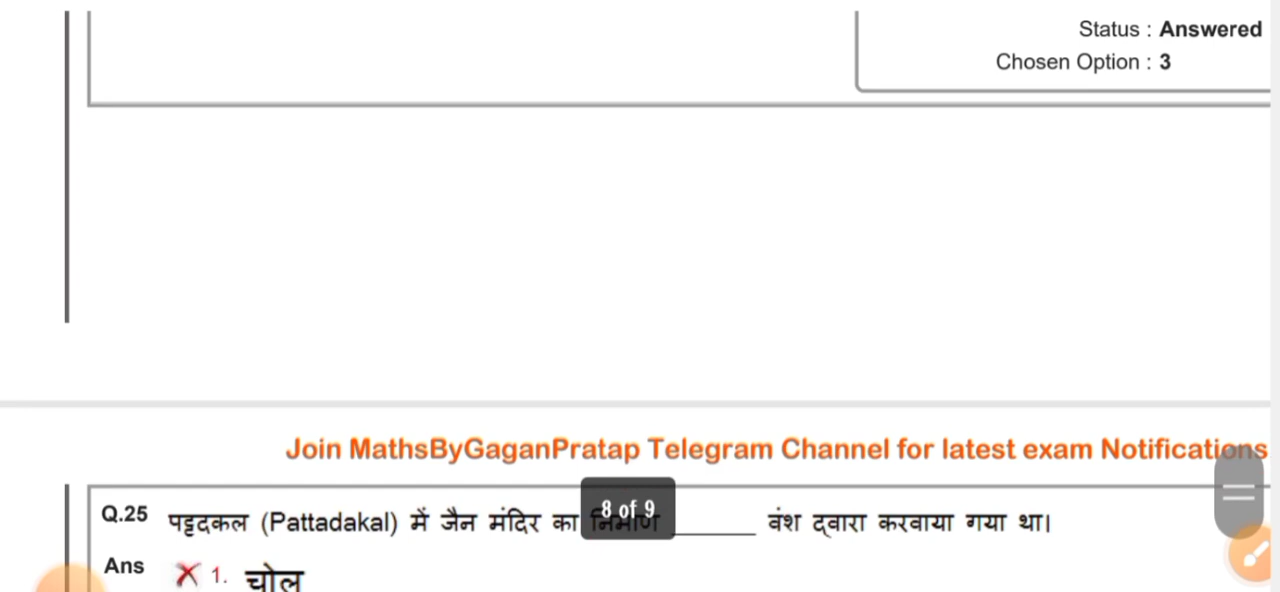 Status : Answered
Chosen Option : 3
Join MathsByGaganPratap Telegram Channel for latest exam Notifications
Q.25 पट्टदकल (Pattadakal) में जैन मंदिर का निर्माण ________ वंश द्वारा करवाया गया था।
8 of 9
Ans X 1. चोल